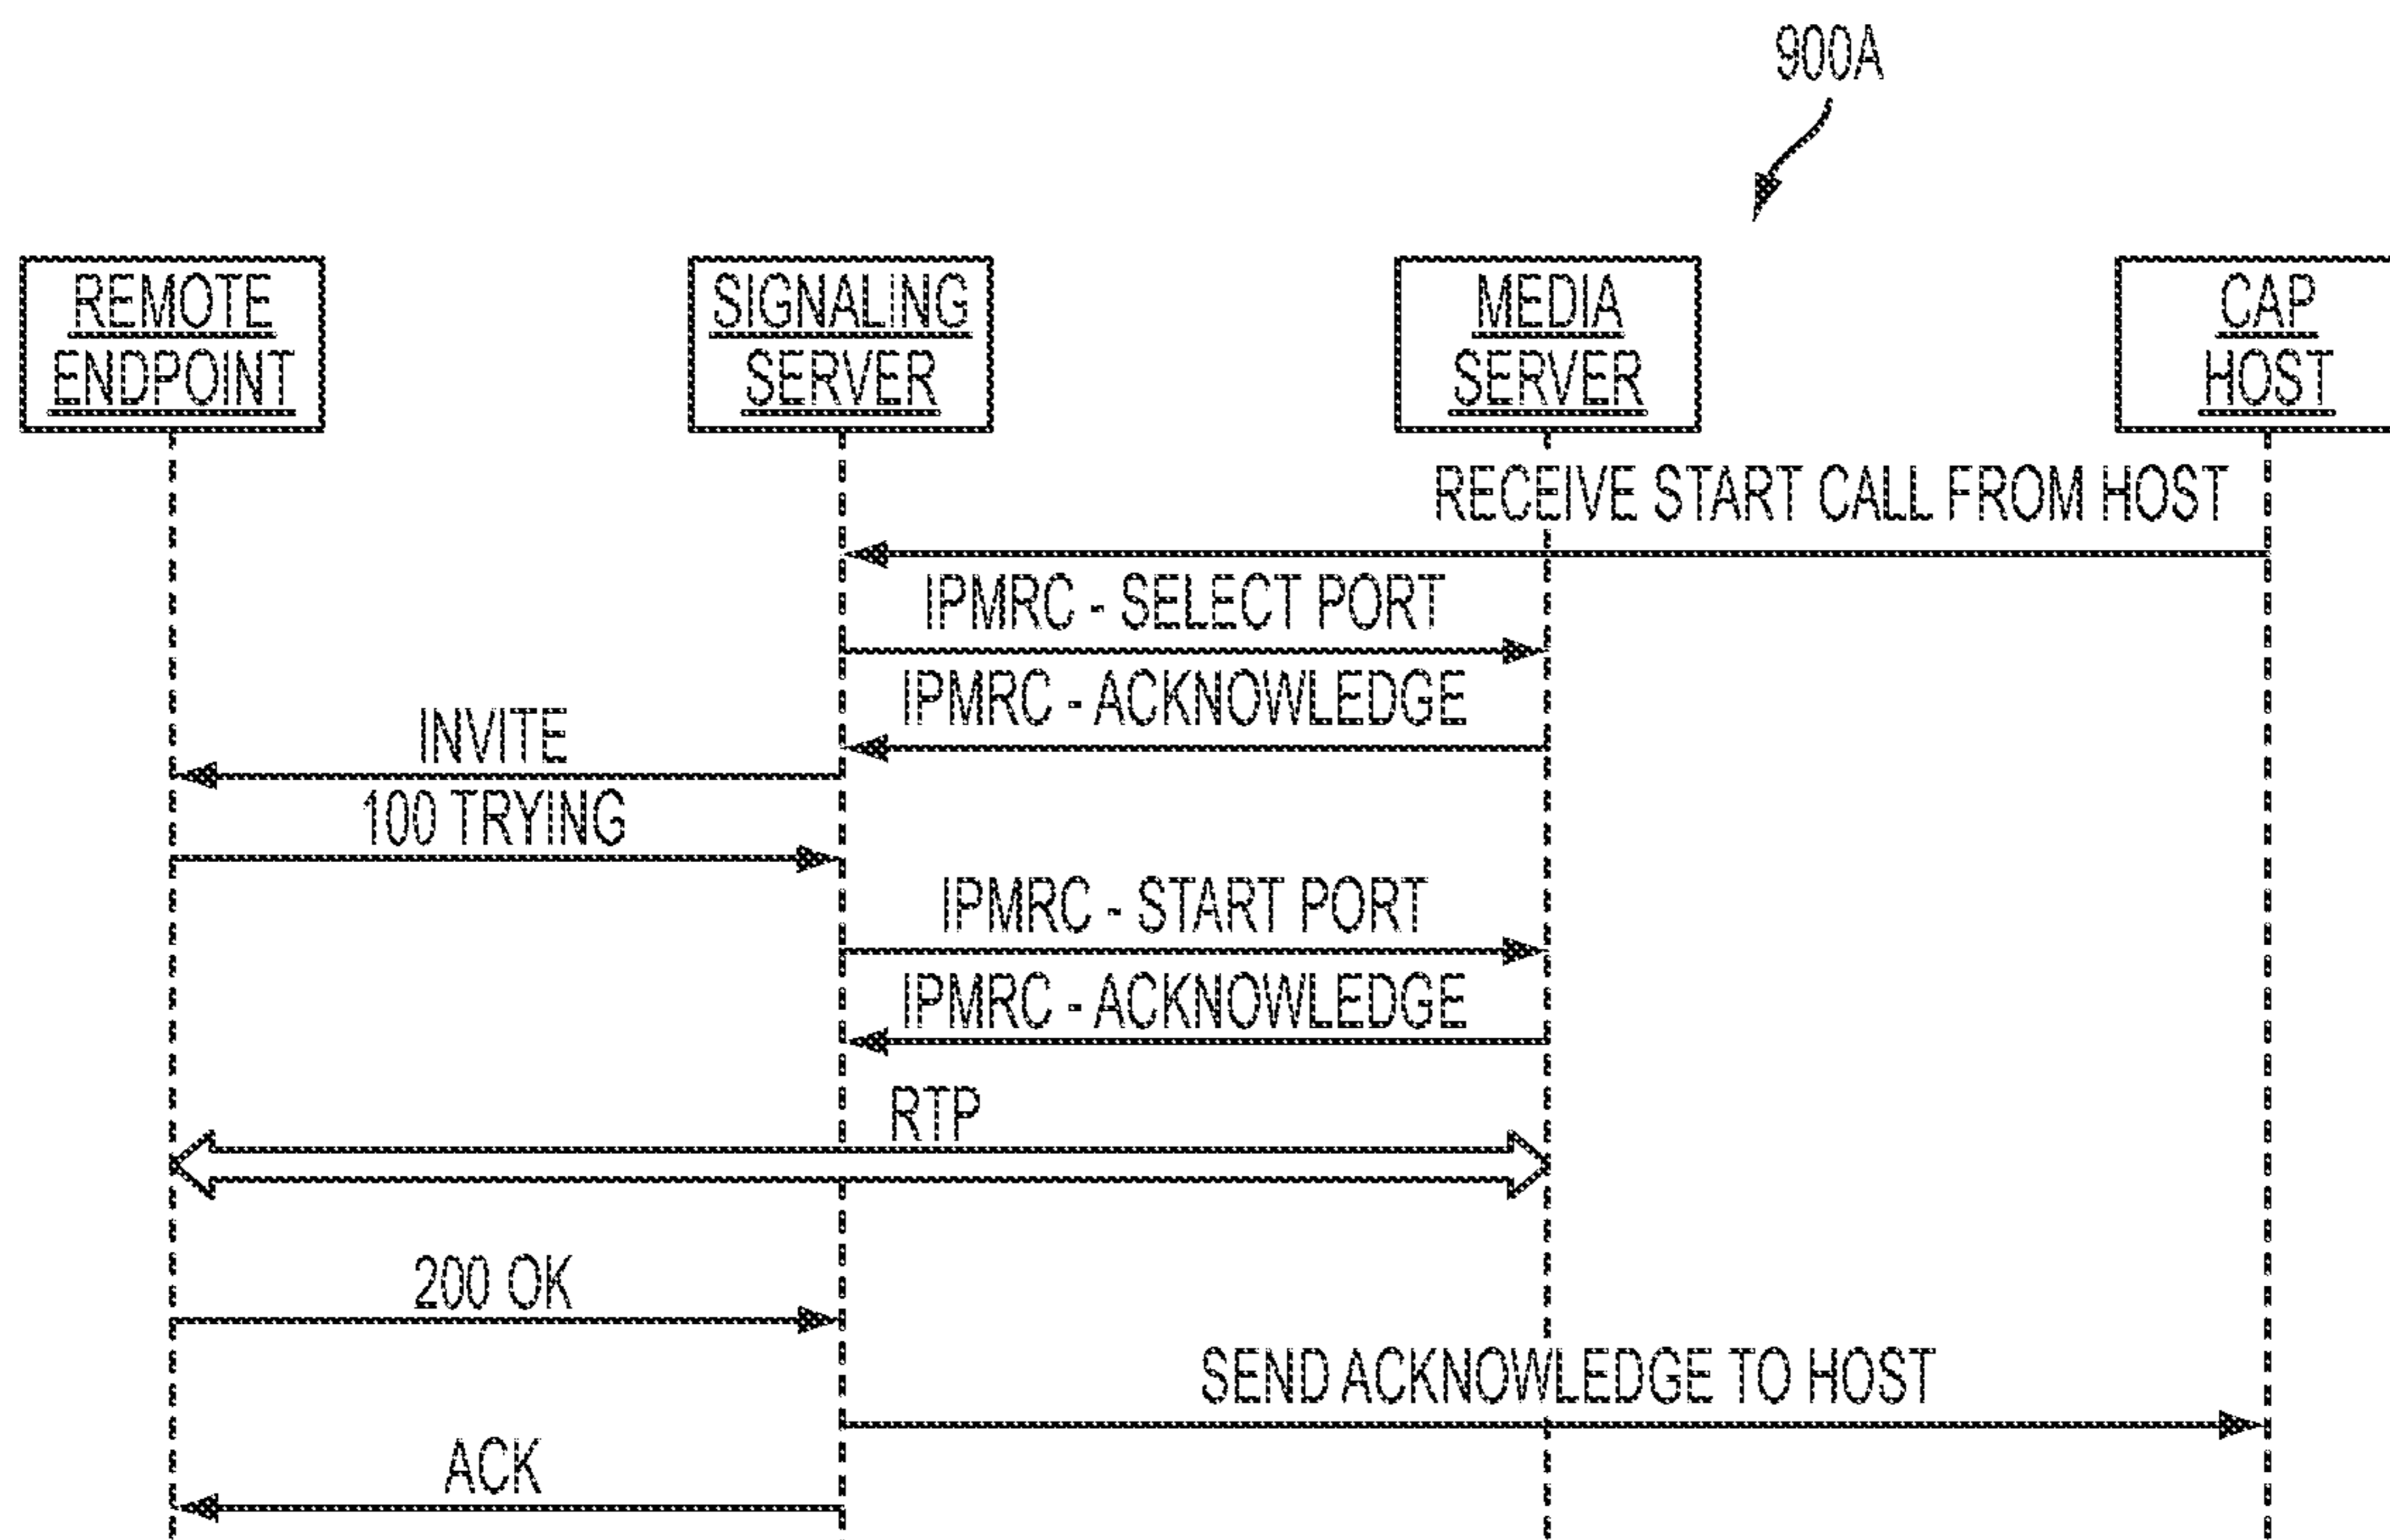 900A
REMOTE
ENDPOINT
SIGNALING
SERVER
MEDIA
SERVER
CAP
HOST
RECEIVE START CALL FROM HOST
IPMRC - SELECT PORT
IPMRC - ACKNOWLEDGE
INVITE
100 TRYING
IPMRC - START PORT
IPMRC - ACKNOWLEDGE
RTP
200 OK
SEND ACKNOWLEDGE TO HOST
ACK